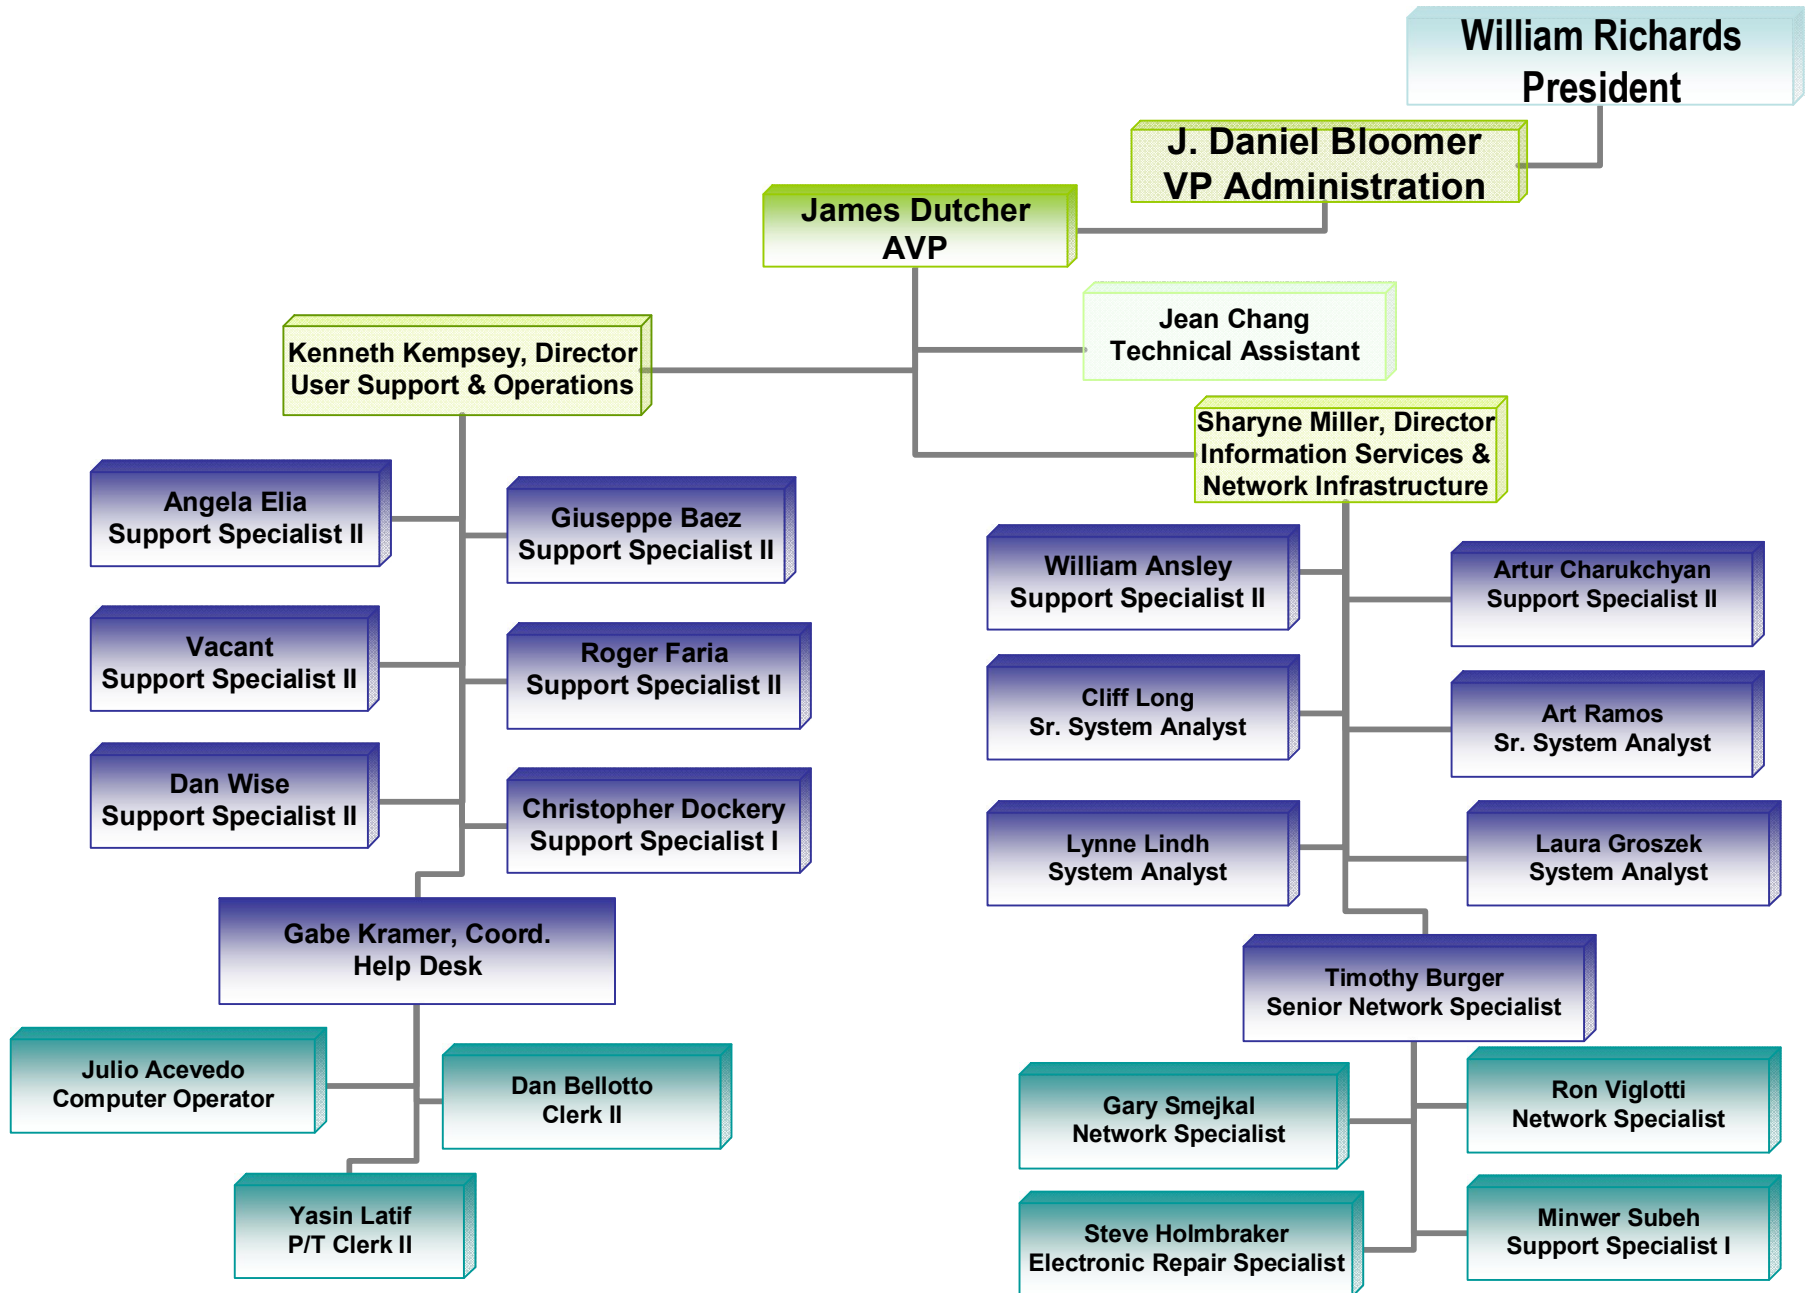 William Richards
President
J. Daniel Bloomer
VP Administration
James Dutcher
AVP
Jean Chang
Technical Assistant
Kenneth Kempsey, Director
User Support & Operations
Sharyne Miller, Director
Information Services &
Network Infrastructure
Angela Elia
Support Specialist II
Giuseppe Baez
Support Specialist II
Vacant
Support Specialist II
Roger Faria
Support Specialist II
Dan Wise
Support Specialist II
Christopher Dockery
Support Specialist I
Gabe Kramer, Coord.
Help Desk
Julio Acevedo
Computer Operator
Dan Bellotto
Clerk II
Yasin Latif
P/T Clerk II
William Ansley
Support Specialist II
Artur Charukchyan
Support Specialist II
Cliff Long
Sr. System Analyst
Art Ramos
Sr. System Analyst
Lynne Lindh
System Analyst
Laura Groszek
System Analyst
Timothy Burger
Senior Network Specialist
Gary Smejkal
Network Specialist
Ron Viglotti
Network Specialist
Steve Holmbraker
Electronic Repair Specialist
Minwer Subeh
Support Specialist I